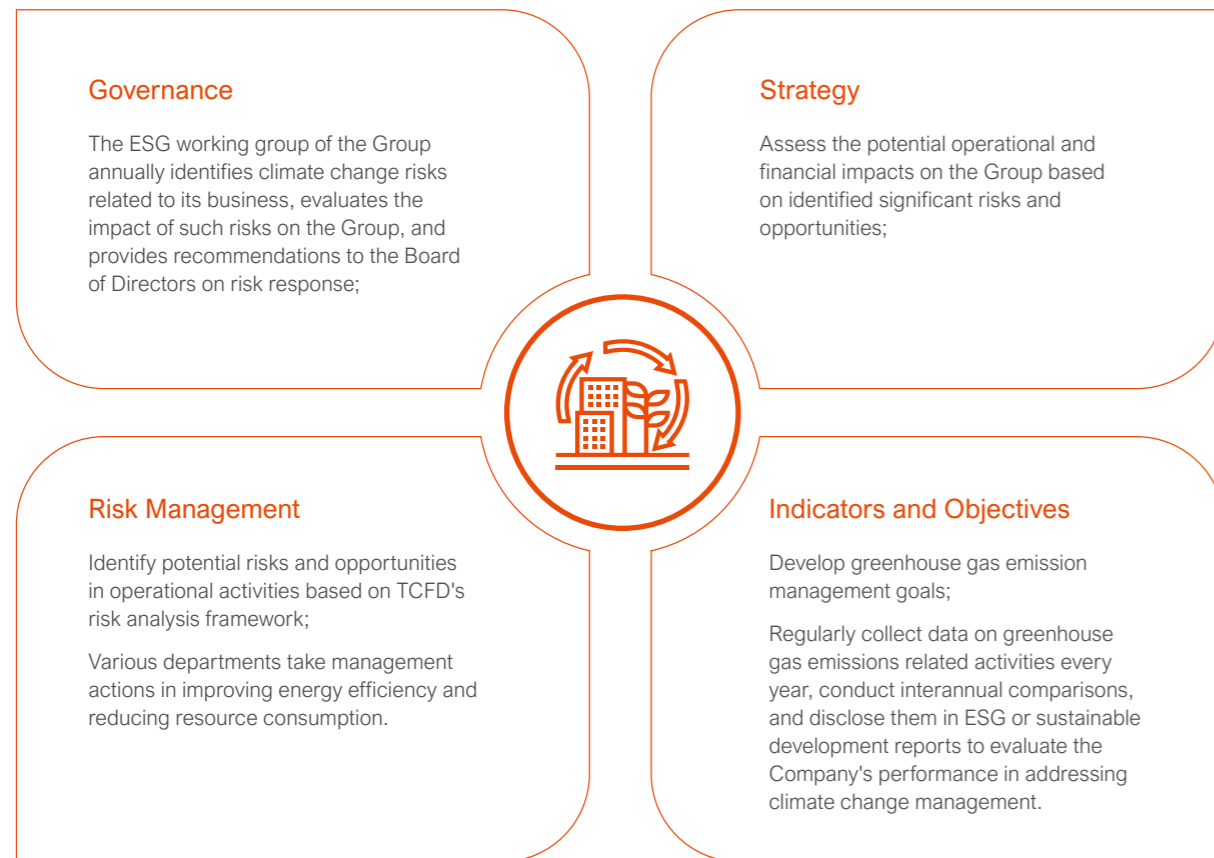 Governance
The ESG working group of the Group
annually identifies climate change risks
related to its business, evaluates the
impact of such risks on the Group, and
provides recommendations to the Board
of Directors on risk response;
Strategy
Assess the potential operational and
financial impacts on the Group based
on identified significant risks and
opportunities;
Risk Management
Identify potential risks and opportunities
in operational activities based on TCFD's
risk analysis framework;
Various departments take management
actions in improving energy efficiency and
reducing resource consumption.
Indicators and Objectives
Develop greenhouse gas emission
management goals;
Regularly collect data on greenhouse
gas emissions related activities every
year, conduct interannual comparisons,
and disclose them in ESG or sustainable
development reports to evaluate the
Company's performance in addressing
climate change management.